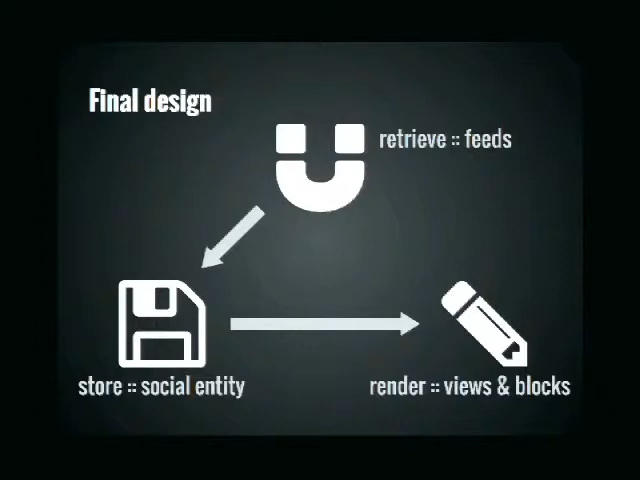 Final design
retrieve :: feeds
store :: social entity
render :: views & blocks